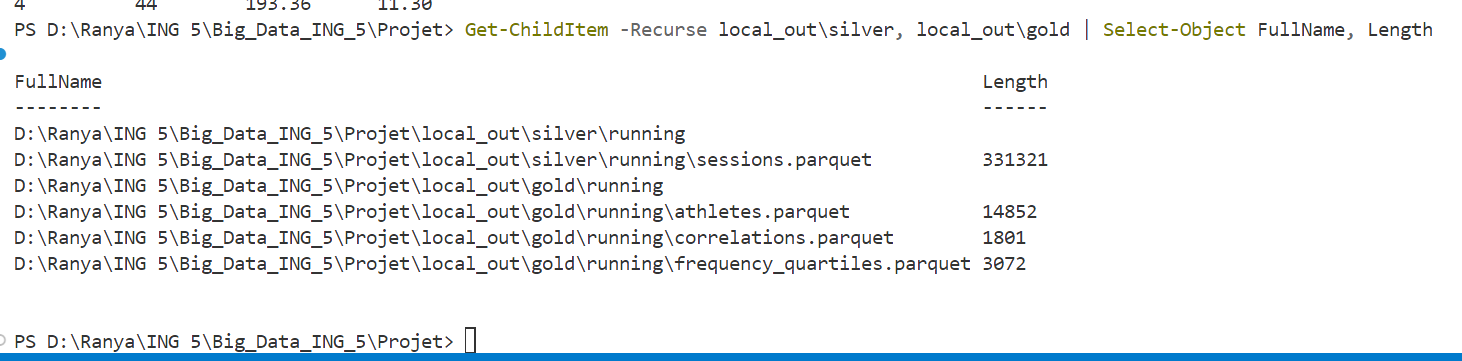 4 44 193.36 11.30
PS D:\Ranya\ING 5\Big_Data_ING_5\Projet> Get-ChildItem -Recurse local_out\silver, local_out\gold | Select-Object FullName, Length
FullName Length
-------- ------
D:\Ranya\ING 5\Big_Data_ING_5\Projet\local_out\silver\running
D:\Ranya\ING 5\Big_Data_ING_5\Projet\local_out\silver\running\sessions.parquet 331321
D:\Ranya\ING 5\Big_Data_ING_5\Projet\local_out\gold\running
D:\Ranya\ING 5\Big_Data_ING_5\Projet\local_out\gold\running\athletes.parquet 14852
D:\Ranya\ING 5\Big_Data_ING_5\Projet\local_out\gold\running\correlations.parquet 1801
D:\Ranya\ING 5\Big_Data_ING_5\Projet\local_out\gold\running\frequency_quartiles.parquet 3072
PS D:\Ranya\ING 5\Big_Data_ING_5\Projet>